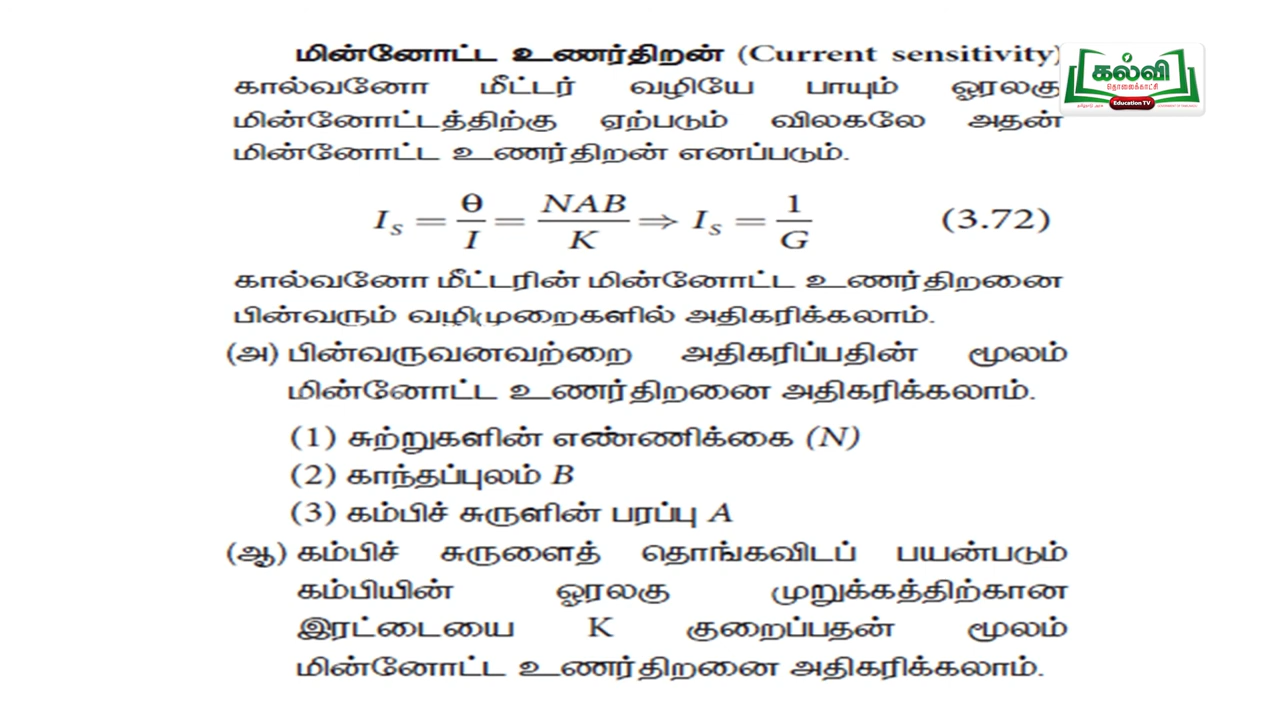 மின்னோட்ட உணர்திறன் (Current sensitivity)
கால்வனோ மீட்டர் வழியே பாயும் ஓரலகு
மின்னோட்டத்திற்கு ஏற்படும் விலகலே அதன்
மின்னோட்ட உணர்திறன் எனப்படும்.
I_S = θ/I = NAB/K ⇒ I_S = 1/G (3.72)
கால்வனோ மீட்டரின் மின்னோட்ட உணர்திறனை
பின்வரும் வழிமுறைகளில் அதிகரிக்கலாம்.
(அ) பின்வருவனவற்றை அதிகரிப்பதின் மூலம்
மின்னோட்ட உணர்திறனை அதிகரிக்கலாம்.
(1) சுற்றுகளின் எண்ணிக்கை (N)
(2) காந்தப்புலம் B
(3) கம்பிச் சுருளின் பரப்பு A
(ஆ) கம்பிச் சுருளைத் தொங்கவிடப் பயன்படும்
கம்பியின் ஓரலகு முறுக்கத்திற்கான
இரட்டையை K குறைப்பதன் மூலம்
மின்னோட்ட உணர்திறனை அதிகரிக்கலாம்.
கல்வி
தொலைக்காட்சி
Education TV